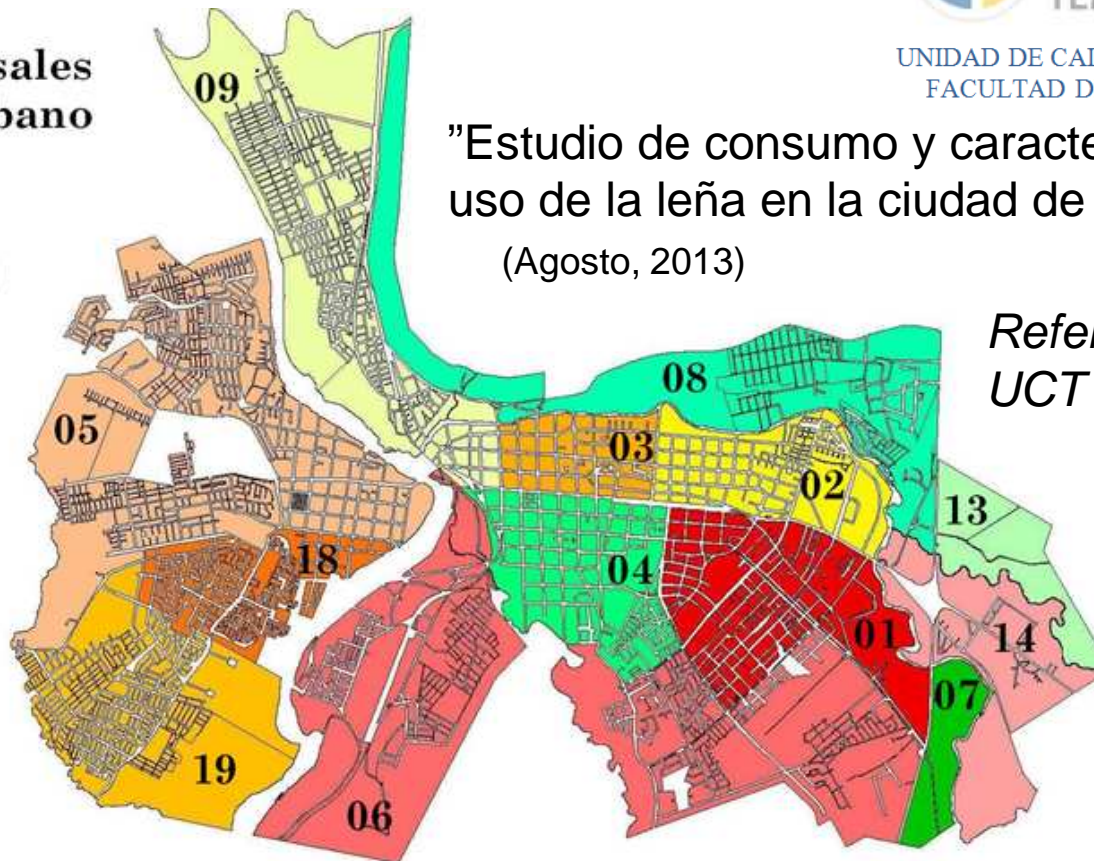 sales
bano
UNIDAD DE CAL
FACULTAD D
”Estudio de consumo y caracte
uso de la leña en la ciudad de
(Agosto, 2013)
Refer
UCT
09
08
05
03
02
13
18
04
01
14
07
19
06